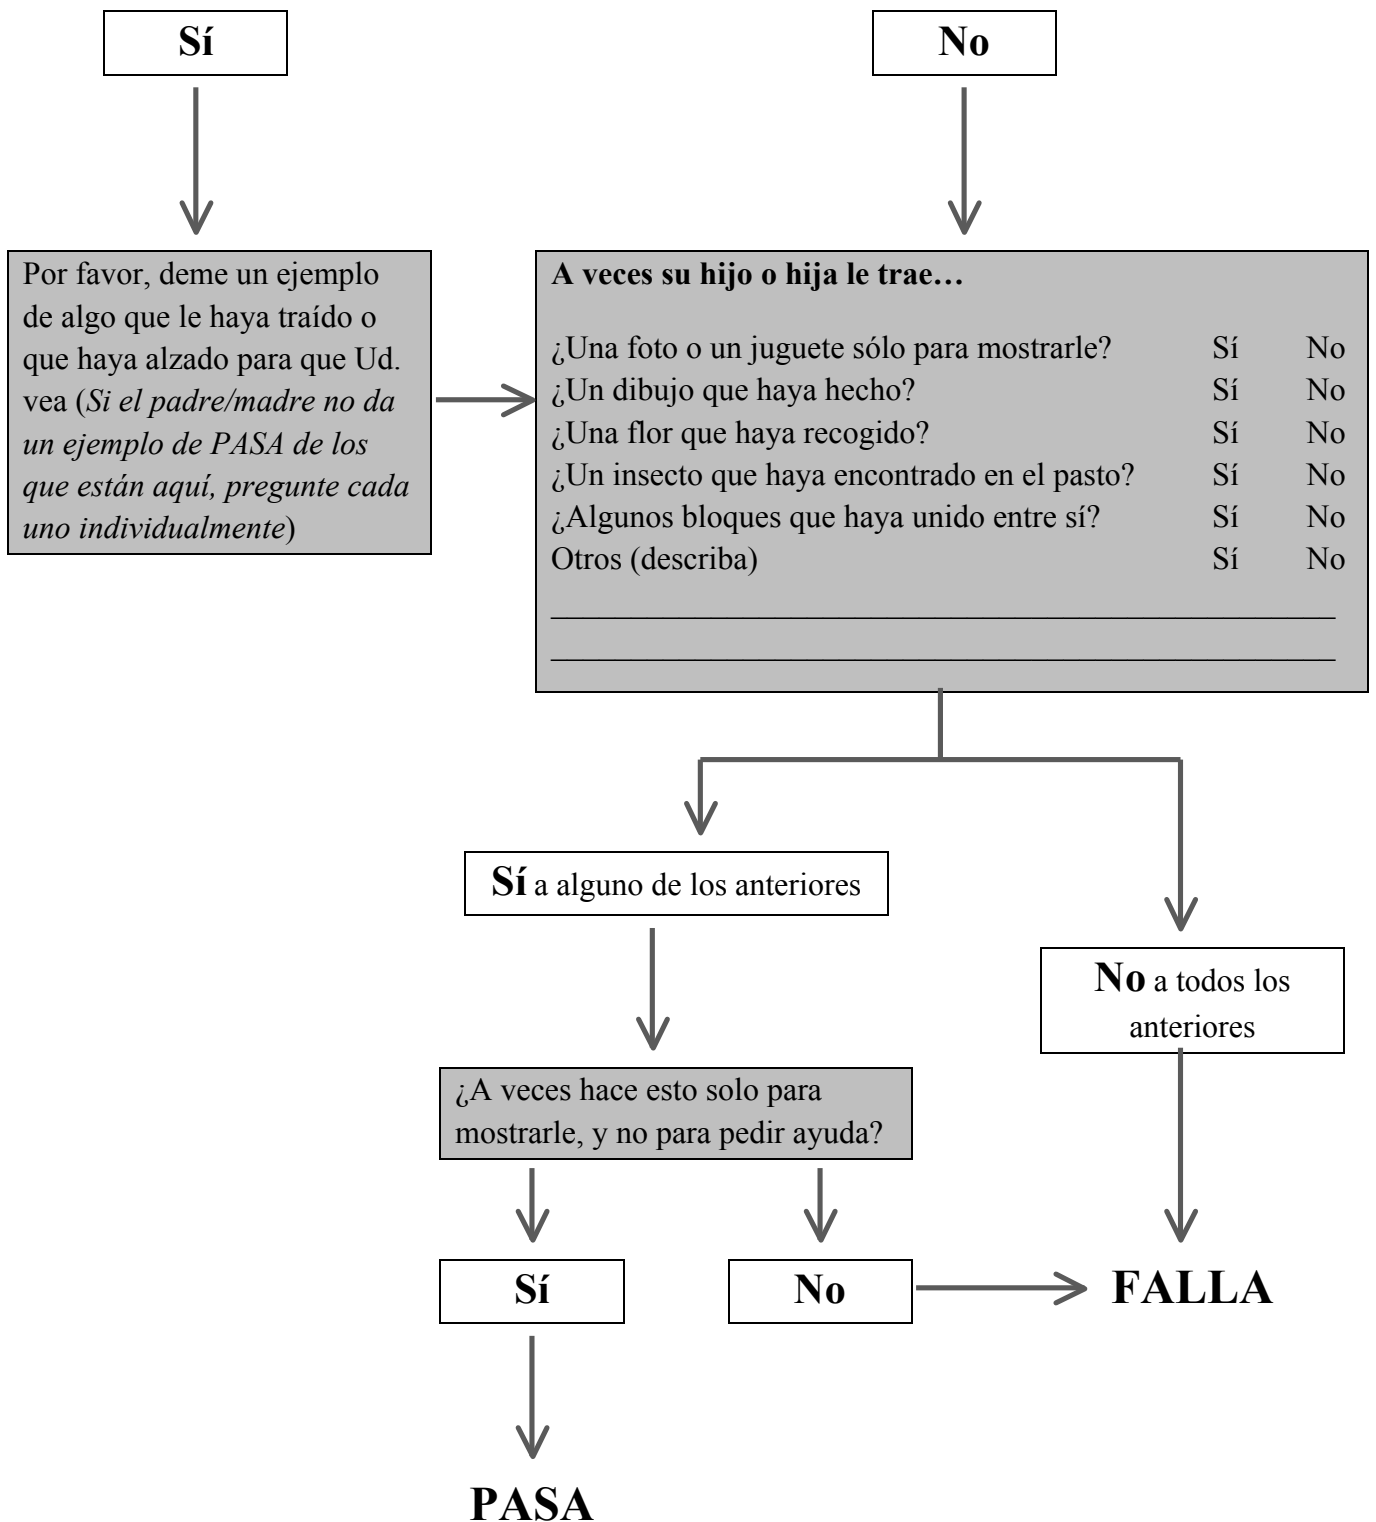 Sí
No
Por favor, deme un ejemplo
de algo que le haya traído o
que haya alzado para que Ud.
vea (Si el padre/madre no da
un ejemplo de PASA de los
que están aquí, pregunte cada
uno individualmente)
A veces su hijo o hija le trae…
¿Una foto o un juguete sólo para mostrarle? Sí No
¿Un dibujo que haya hecho? Sí No
¿Una flor que haya recogido? Sí No
¿Un insecto que haya encontrado en el pasto? Sí No
¿Algunos bloques que haya unido entre sí? Sí No
Otros (describa) Sí No
Sí a alguno de los anteriores
No a todos los
anteriores
¿A veces hace esto solo para
mostrarle, y no para pedir ayuda?
Sí
No
FALLA
PASA